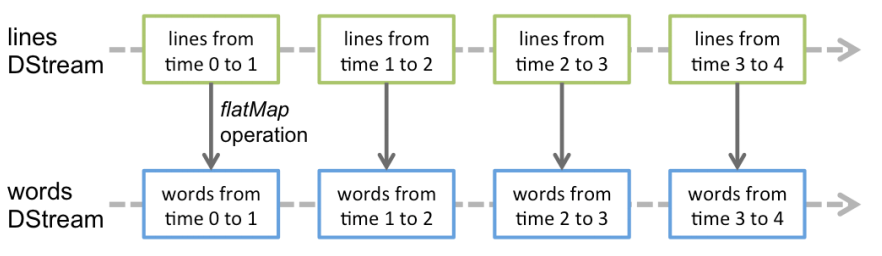 lines
DStream
lines from
time 0 to 1
lines from
time 1 to 2
lines from
time 2 to 3
lines from
time 3 to 4
flatMap
operation
words
DStream
words from
time 0 to 1
words from
time 1 to 2
words from
time 2 to 3
words from
time 3 to 4